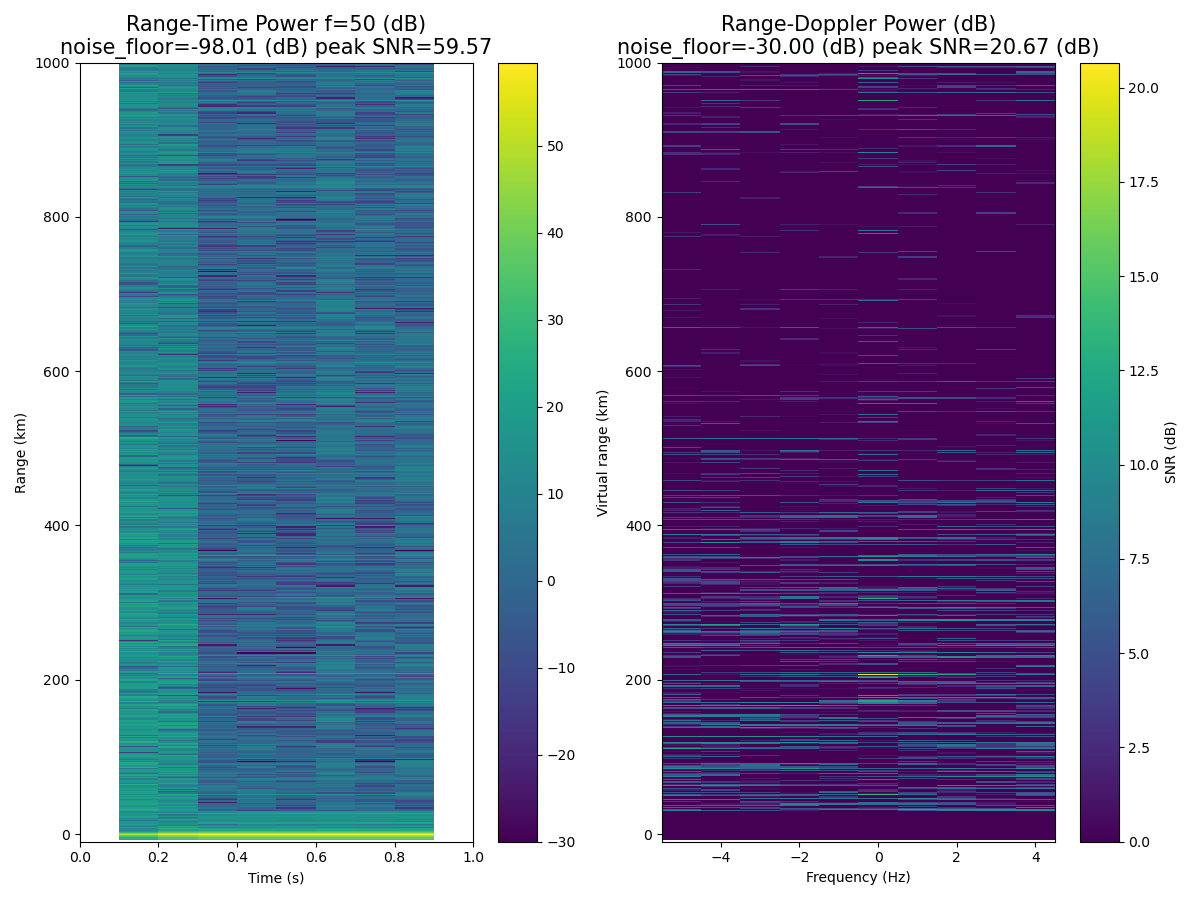 Range-Time Power f=50 (dB)
noise_floor=-98.01 (dB) peak SNR=59.57
Range (km)
1000
800
600
400
200
0
0.0 0.2 0.4 0.6 0.8 1.0
Time (s)
50
40
30
20
10
0
−10
−20
−30
Range-Doppler Power (dB)
noise_floor=-30.00 (dB) peak SNR=20.67 (dB)
Virtual range (km)
1000
800
600
400
200
0
−4 −2 0 2 4
Frequency (Hz)
20.0
17.5
15.0
12.5
10.0
7.5
5.0
2.5
0.0
SNR (dB)